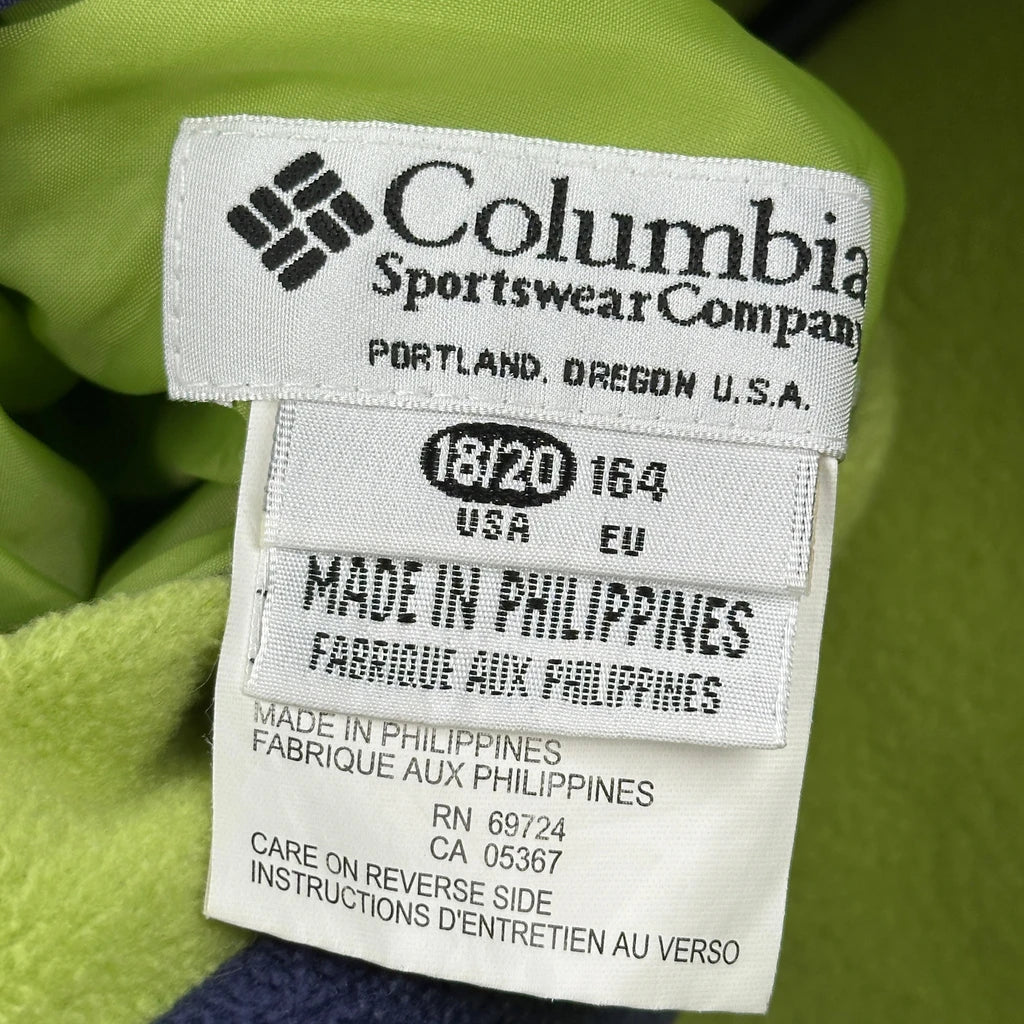 Columbia
Sportswear Company
PORTLAND, OREGON U.S.A.
18/20 164
USA EU
MADE IN PHILIPPINES
FABRIQUE AUX PHILIPPINES
MADE IN PHILIPPINES
FABRIQUE AUX PHILIPPINES
RN 69724
CA 05367
CARE ON REVERSE SIDE
INSTRUCTIONS D'ENTRETIEN AU VERSO